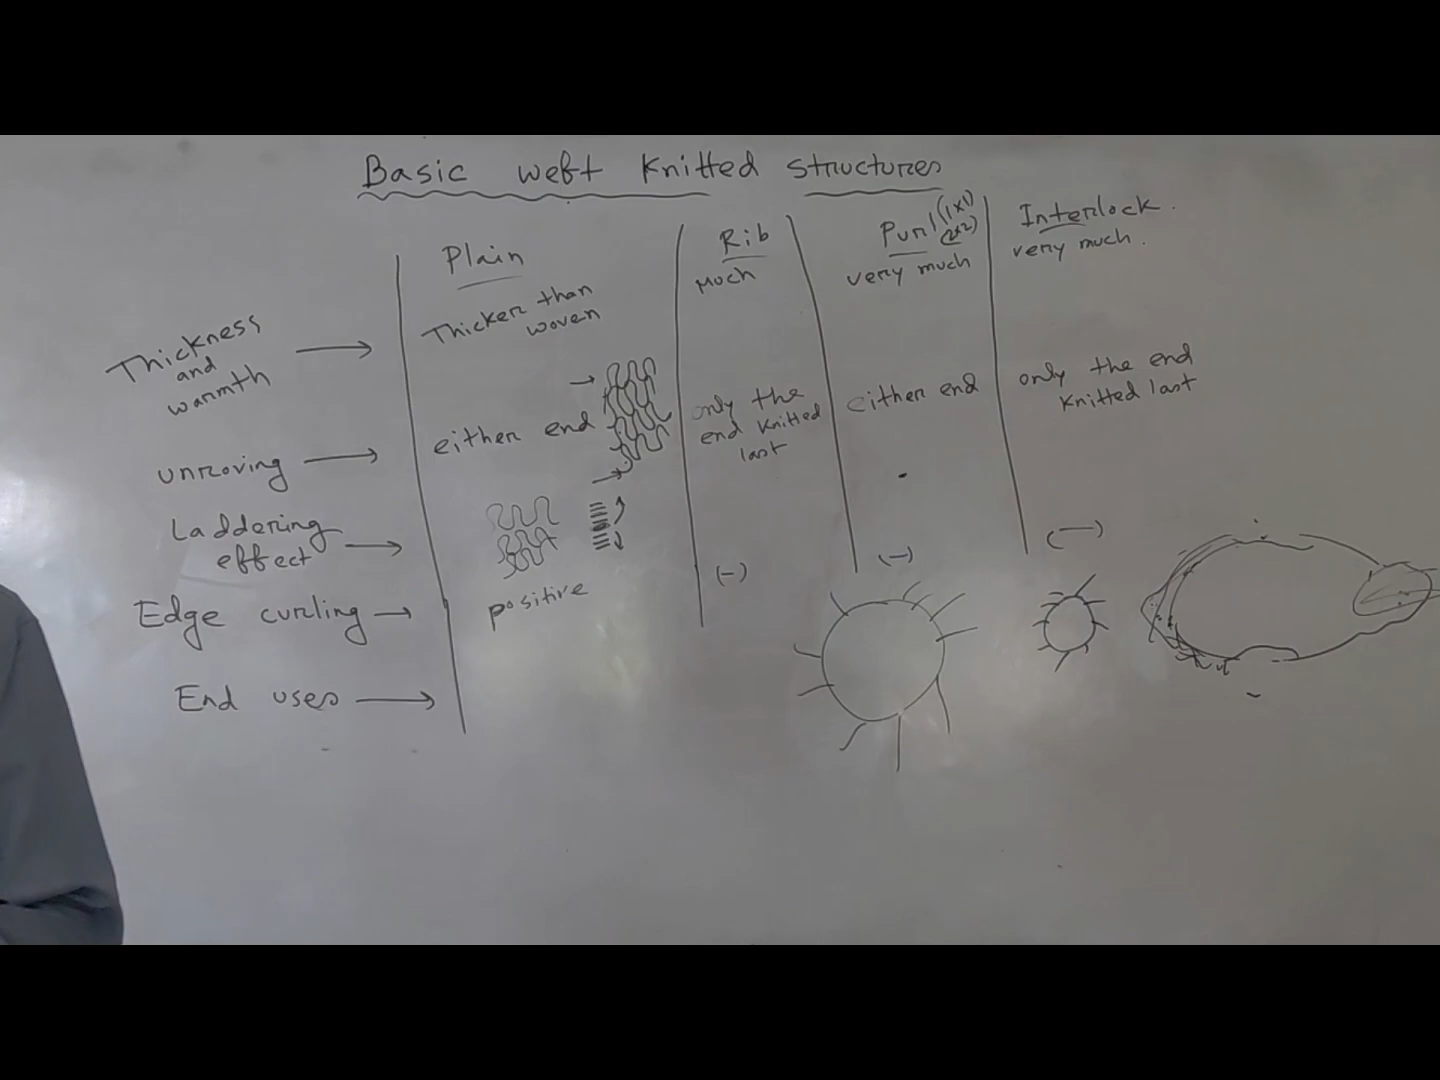 Basic weft Knitted structures
Plain
Rib
Purl (1x1)
(2x2)
Interlock.
Thickness
and
warmth
Thicker than
woven
Much
very much
very much.
unroving
either end
only the
end knitted
last
either end
only the end
knitted last
Laddering
effect
Edge curling
positive
(-)
(-)
(-)
End uses